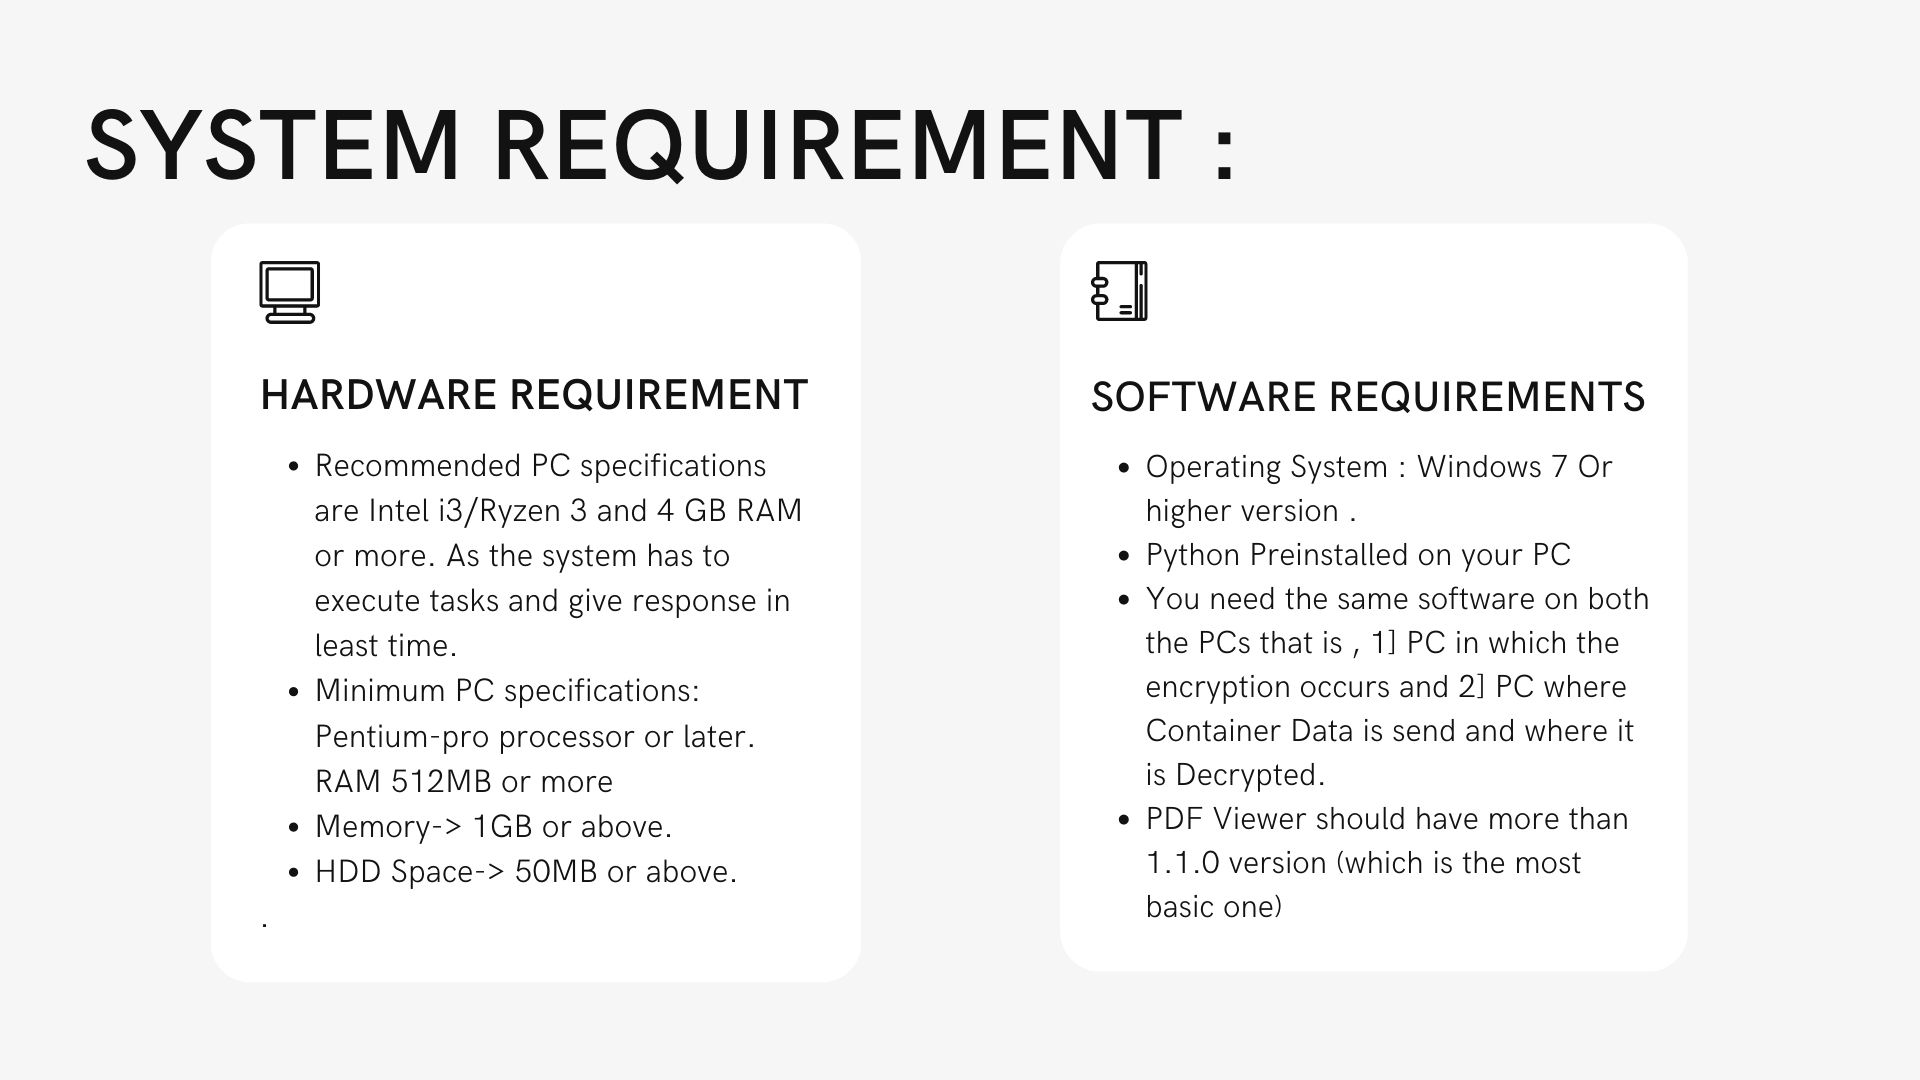 SYSTEM REQUIREMENT :
HARDWARE REQUIREMENT
• Recommended PC specifications
are Intel i3/Ryzen 3 and 4 GB RAM
or more. As the system has to
execute tasks and give response in
least time.
• Minimum PC specifications:
Pentium-pro processor or later.
RAM 512MB or more
• Memory-> 1GB or above.
• HDD Space-> 50MB or above.
.
SOFTWARE REQUIREMENTS
• Operating System : Windows 7 Or
higher version .
• Python Preinstalled on your PC
• You need the same software on both
the PCs that is , 1] PC in which the
encryption occurs and 2] PC where
Container Data is send and where it
is Decrypted.
• PDF Viewer should have more than
1.1.0 version (which is the most
basic one)